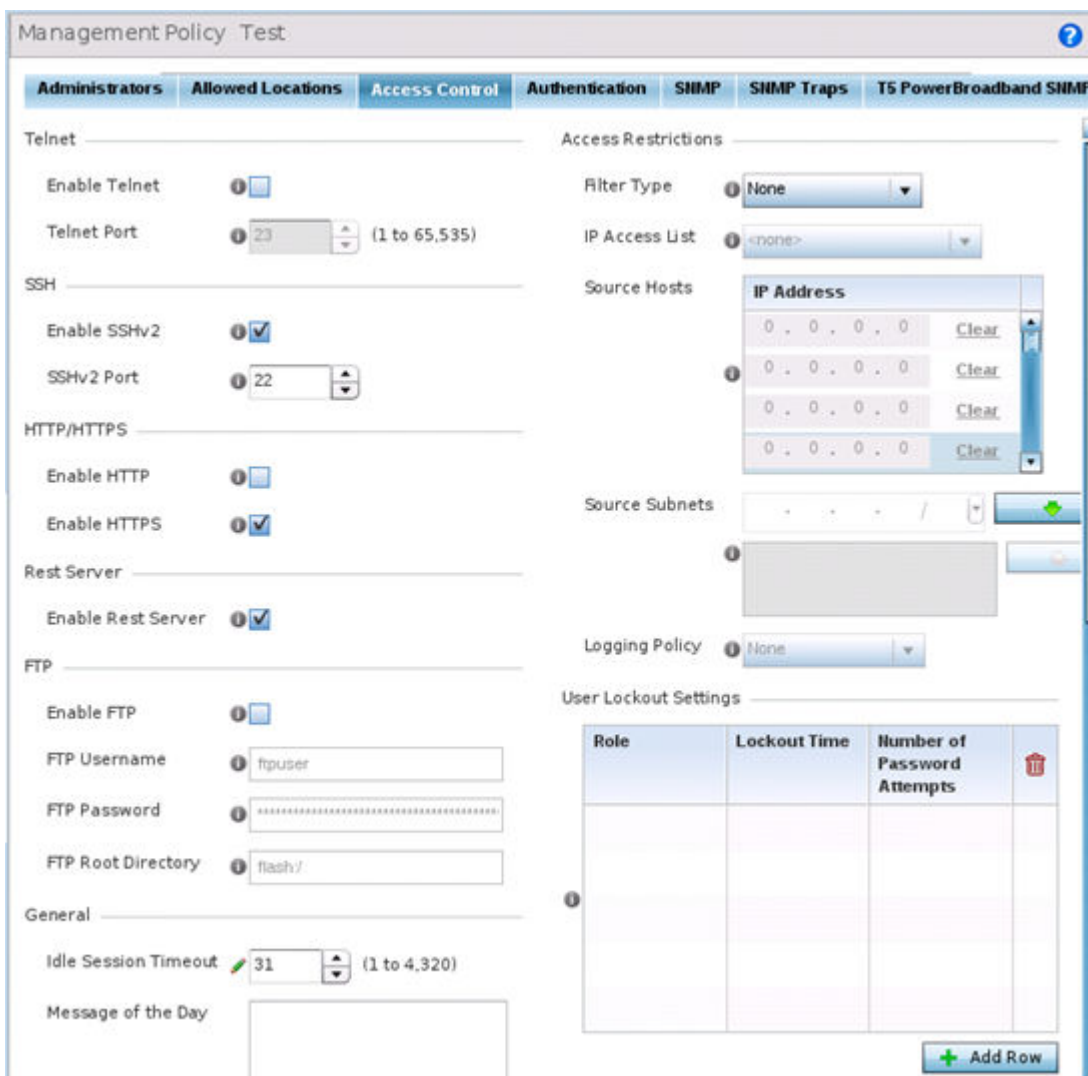 Management Policy Test
?
Administrators Allowed Locations Access Control Authentication SNMP SNMP Traps T5 PowerBroadband SNMP
Telnet
Enable Telnet
Telnet Port 23 (1 to 65,535)
SSH
Enable SSHv2
SSHv2 Port 22
HTTP/HTTPS
Enable HTTP
Enable HTTPS
Rest Server
Enable Rest Server
FTP
Enable FTP
FTP Username ftpuser
FTP Password ****************************************
FTP Root Directory flash:/
General
Idle Session Timeout 31 (1 to 4,320)
Message of the Day
Access Restrictions
Filter Type None
IP Access List <none>
Source Hosts IP Address
0 . 0 . 0 . 0 Clear
0 . 0 . 0 . 0 Clear
0 . 0 . 0 . 0 Clear
0 . 0 . 0 . 0 Clear
Source Subnets . . . /
Logging Policy None
User Lockout Settings
Role Lockout Time Number of
Password
Attempts
Add Row